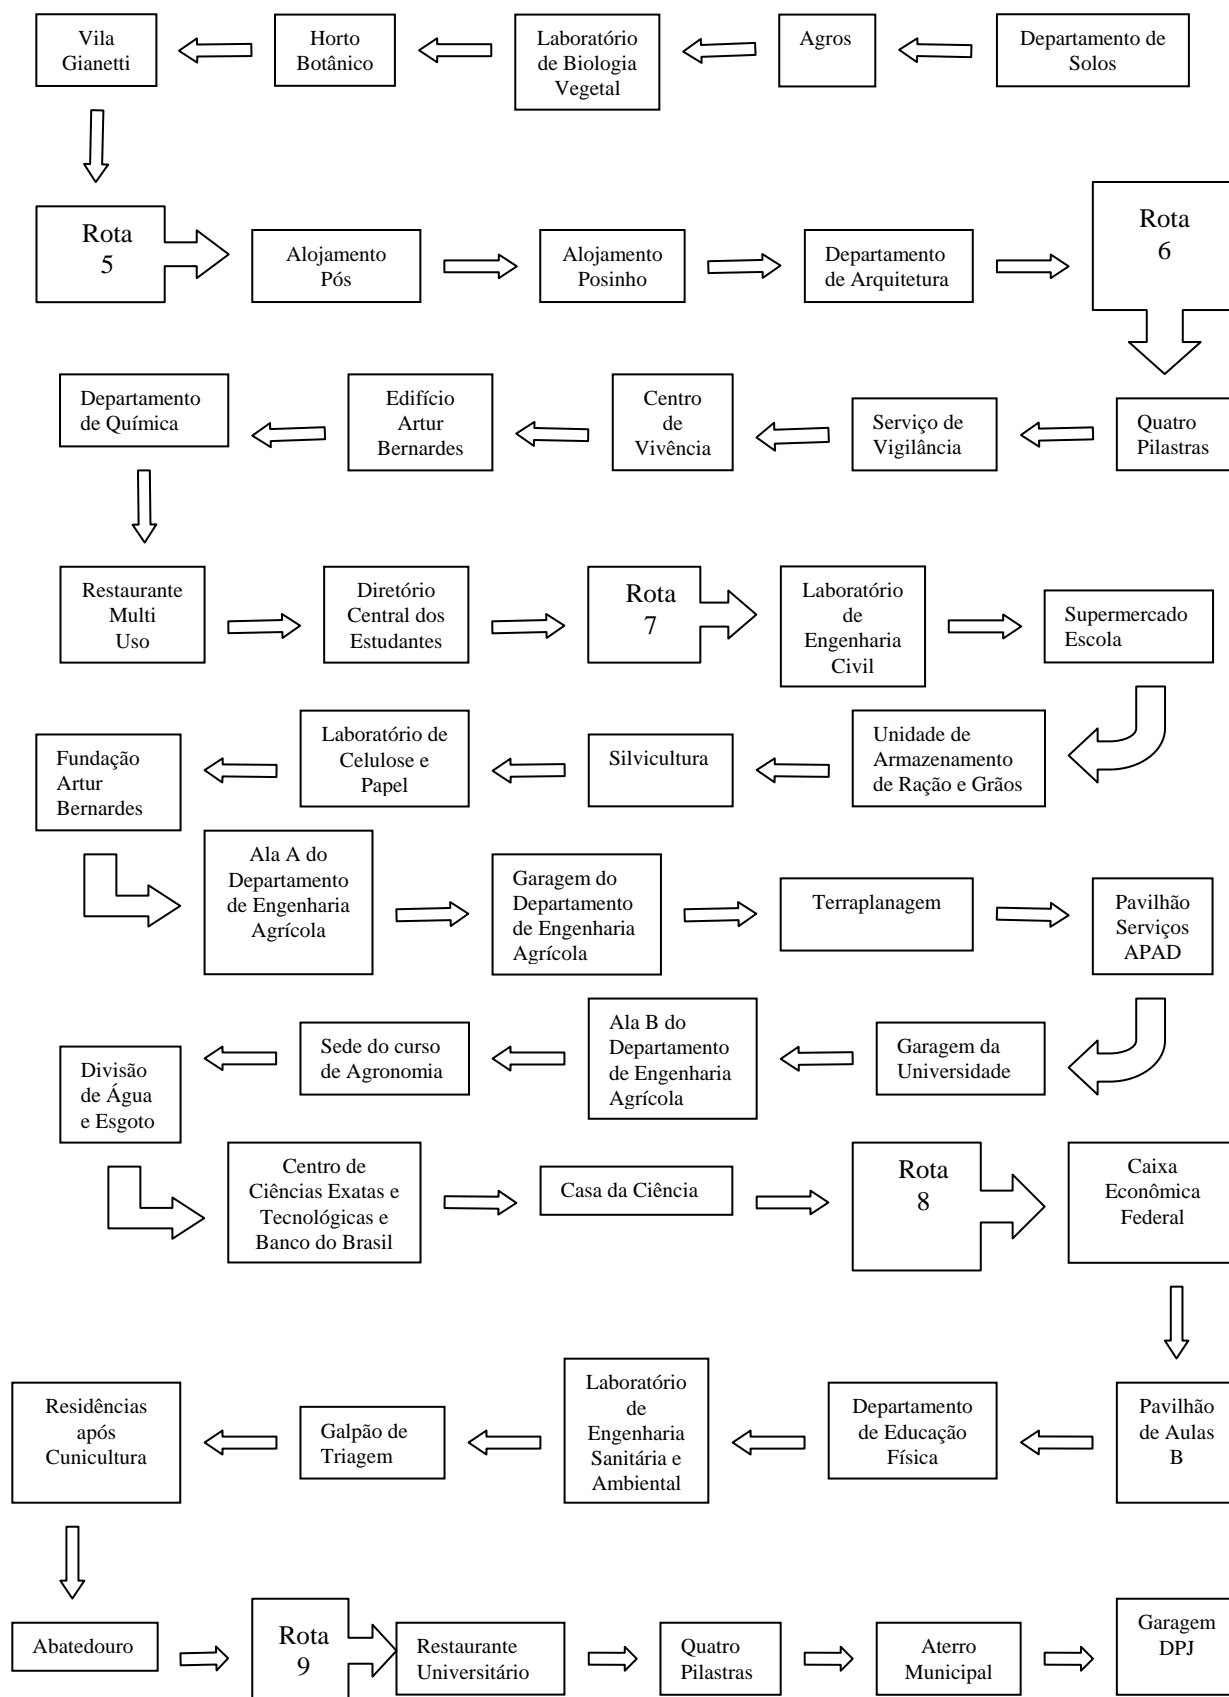 Vila
Gianetti
Horto
Botânico
Laboratório
de Biologia
Vegetal
Agros
Departamento de
Solos
Rota
5
Alojamento
Pós
Alojamento
Posinho
Departamento
de Arquitetura
Rota
6
Departamento
de Química
Edifício
Artur
Bernardes
Centro
de
Vivência
Serviço de
Vigilância
Quatro
Pilastras
Restaurante
Multi
Uso
Diretório
Central dos
Estudantes
Rota
7
Laboratório
de
Engenharia
Civil
Supermercado
Escola
Fundação
Artur
Bernardes
Laboratório de
Celulose e
Papel
Silvicultura
Unidade de
Armazenamento
de Ração e Grãos
Ala A do
Departamento
de Engenharia
Agrícola
Garagem do
Departamento
de Engenharia
Agrícola
Terraplanagem
Pavilhão
Serviços
APAD
Divisão
de Água
e Esgoto
Sede do curso
de Agronomia
Ala B do
Departamento
de Engenharia
Agrícola
Garagem da
Universidade
Centro de
Ciências Exatas e
Tecnológicas e
Banco do Brasil
Casa da Ciência
Rota
8
Caixa
Econômica
Federal
Residências
após
Cunicultura
Galpão de
Triagem
Laboratório
de
Engenharia
Sanitária e
Ambiental
Departamento
de Educação
Física
Pavilhão
de Aulas
B
Abatedouro
Rota
9
Restaurante
Universitário
Quatro
Pilastras
Aterro
Municipal
Garagem
DPJ